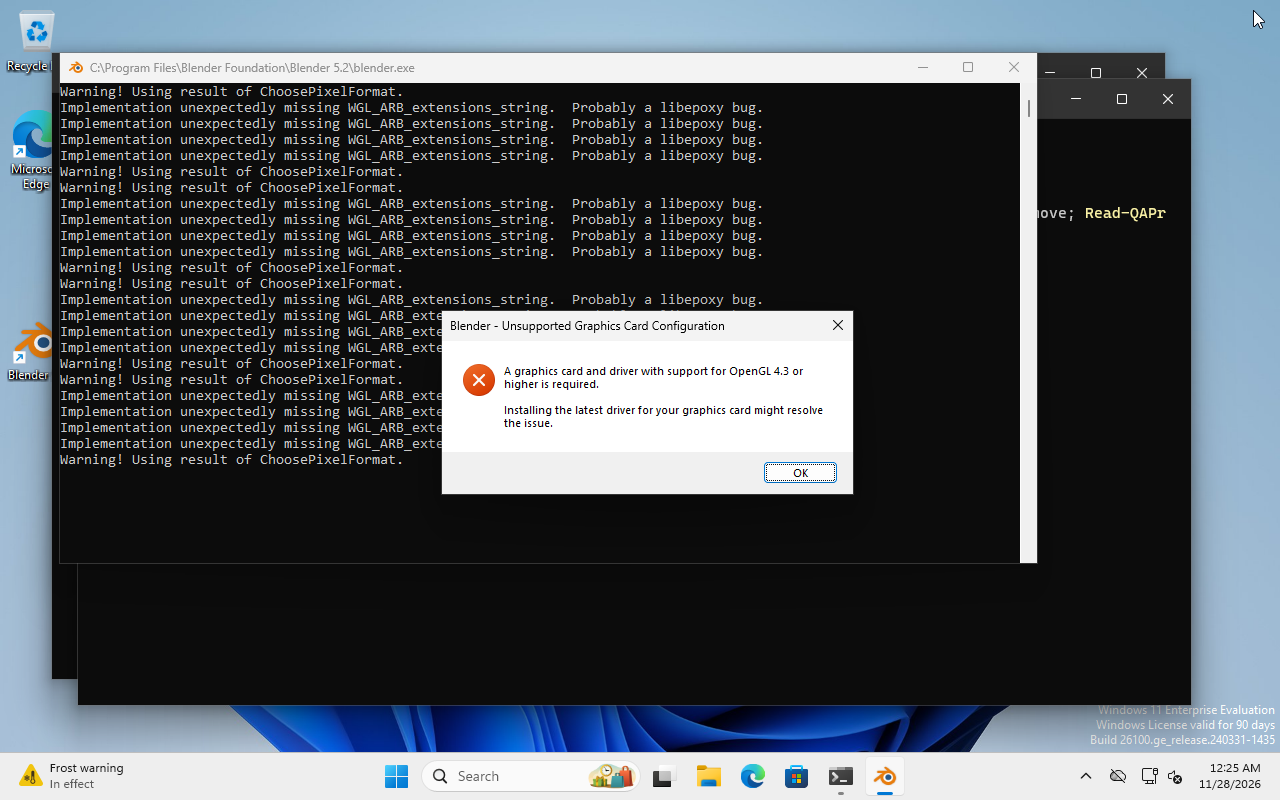 Recycle
C:\Program Files\Blender Foundation\Blender 5.2\blender.exe
Warning! Using result of ChoosePixelFormat.
Implementation unexpectedly missing WGL_ARB_extensions_string.  Probably a libepoxy bug.
Implementation unexpectedly missing WGL_ARB_extensions_string.  Probably a libepoxy bug.
Implementation unexpectedly missing WGL_ARB_extensions_string.  Probably a libepoxy bug.
Implementation unexpectedly missing WGL_ARB_extensions_string.  Probably a libepoxy bug.
Warning! Using result of ChoosePixelFormat.
Warning! Using result of ChoosePixelFormat.
Implementation unexpectedly missing WGL_ARB_extensions_string.  Probably a libepoxy bug.
Implementation unexpectedly missing WGL_ARB_extensions_string.  Probably a libepoxy bug.
Implementation unexpectedly missing WGL_ARB_extensions_string.  Probably a libepoxy bug.
Implementation unexpectedly missing WGL_ARB_extensions_string.  Probably a libepoxy bug.
Warning! Using result of ChoosePixelFormat.
Warning! Using result of ChoosePixelFormat.
Implementation unexpectedly missing WGL_ARB_extensions_string.  Probably a libepoxy bug.
Implementation unexpectedly missing WGL_ARB_
Implementation unexpectedly missing WGL_ARB_exte
Implementation unexpectedly missing WGL_ARB_exte
Warning! Using result of ChoosePixelFormat.
Warning! Using result of ChoosePixelFormat.
Implementation unexpectedly missing WGL_ARB_exte
Implementation unexpectedly missing WGL_ARB_exte
Implementation unexpectedly missing WGL_ARB_exte
Implementation unexpectedly missing WGL_ARB_exte
Warning! Using result of ChoosePixelFormat.
ove; Read-QAPr
Microso
Edge
Blender
Blender - Unsupported Graphics Card Configuration
A graphics card and driver with support for OpenGL 4.3 or
higher is required.
Installing the latest driver for your graphics card might resolve
the issue.
OK
Windows 11 Enterprise Evaluation
Windows License valid for 90 days
Build 26100.ge_release.240331-1435
Frost warning
In effect
Search
12:25 AM
11/28/2026